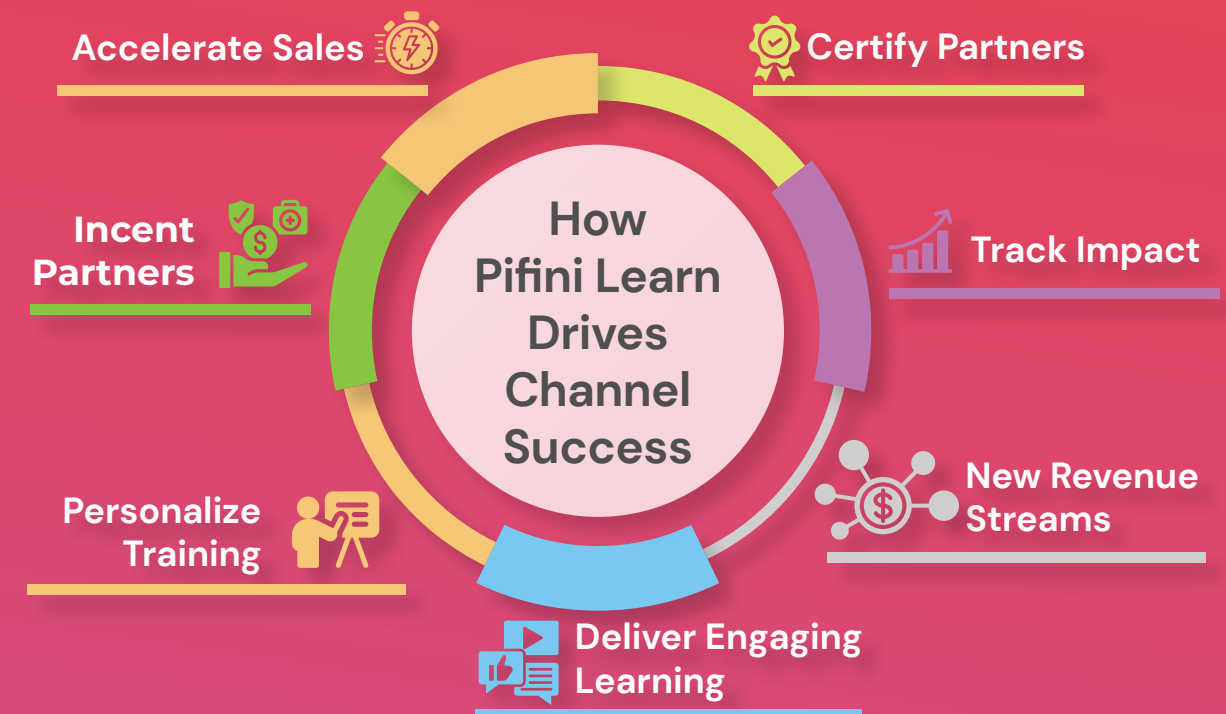 Accelerate Sales
Certify Partners
How
Pifini Learn
Drives
Channel
Success
Incent
Partners
Track Impact
New Revenue
Streams
Personalize
Training
Deliver Engaging
Learning